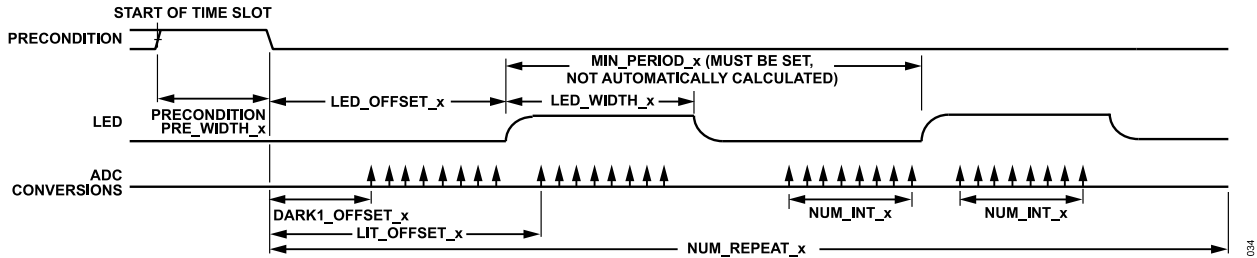 START OF TIME SLOT
PRECONDITION
MIN_PERIOD_x (MUST BE SET,
NOT AUTOMATICALLY CALCULATED)
LED_OFFSET_x
LED_WIDTH_x
PRECONDITION
PRE_WIDTH_x
LED
ADC
CONVERSIONS
DARK1_OFFSET_x
NUM_INT_x
NUM_INT_x
LIT_OFFSET_x
NUM_REPEAT_x
034